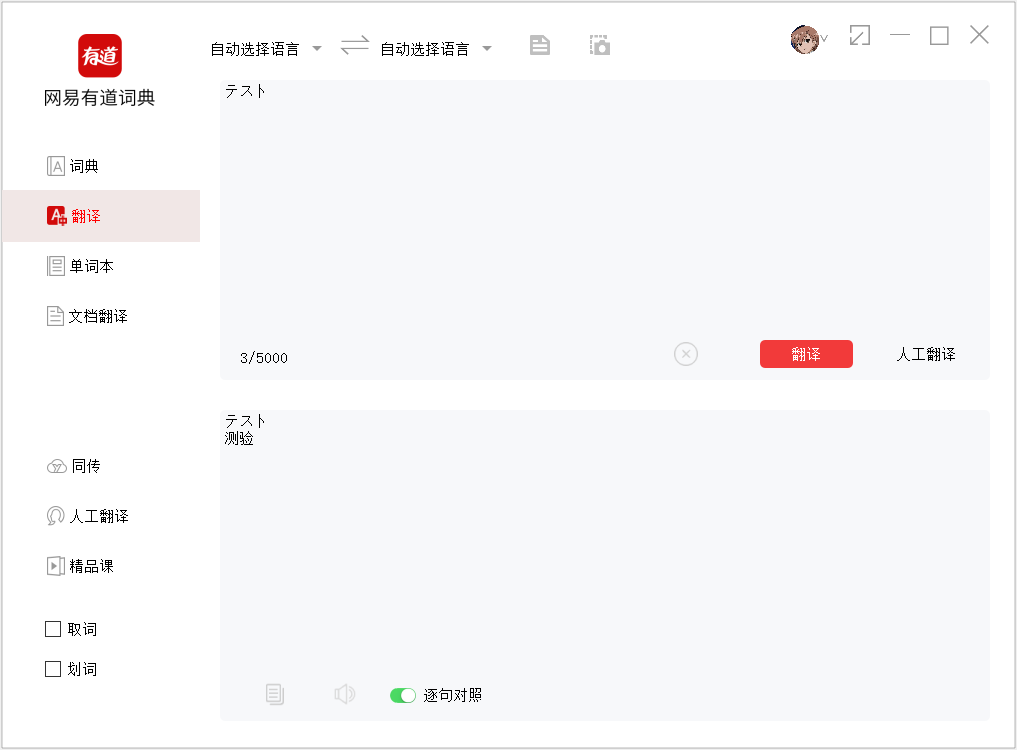 有道
网易有道词典
自动选择语言
自动选择语言
词典
翻译
单词本
文档翻译
同传
人工翻译
精品课
取词
划词
テスト
3/5000
翻译
人工翻译
テスト
测验
逐句对照